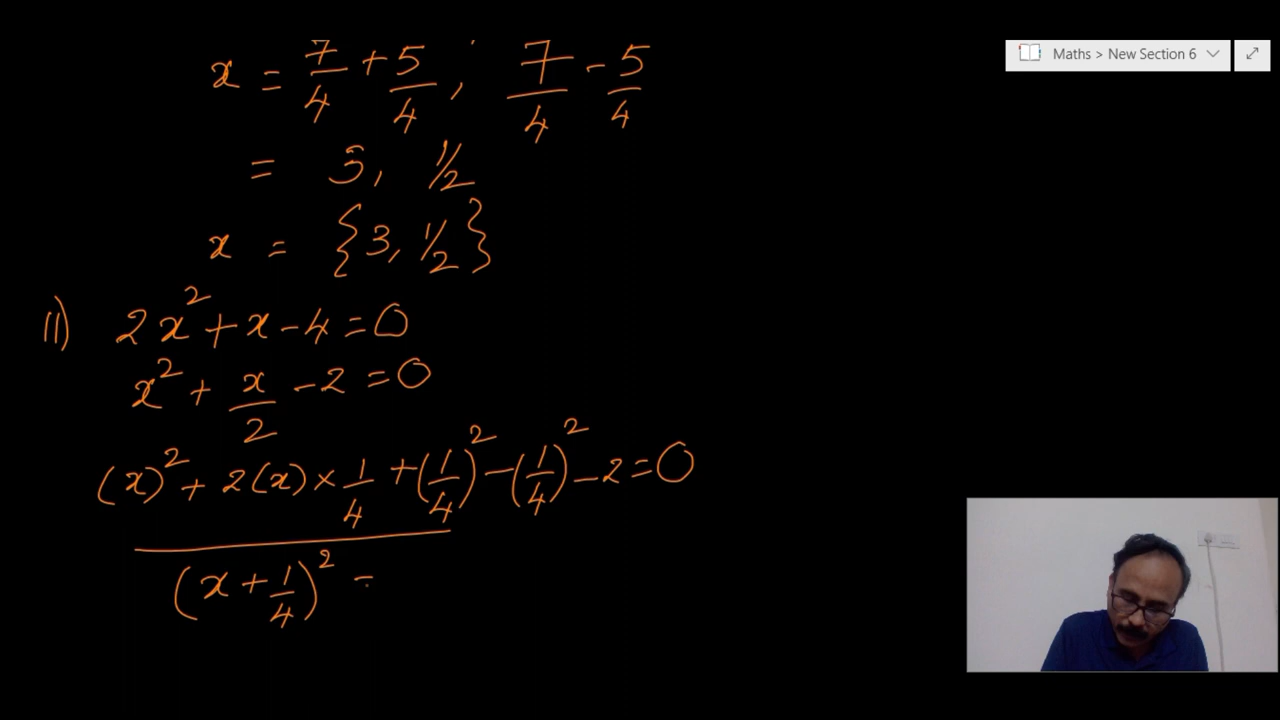 x = 7/4 + 5/4 , 7/4 - 5/4
Maths > New Section 6
= 3, 1/2
x = {3, 1/2}
II) 2x² + x - 4 = 0
x² + x/2 - 2 = 0
(x)² + 2(x) × 1/4 + (1/4)² - (1/4)² - 2 = 0
(x + 1/4)² =